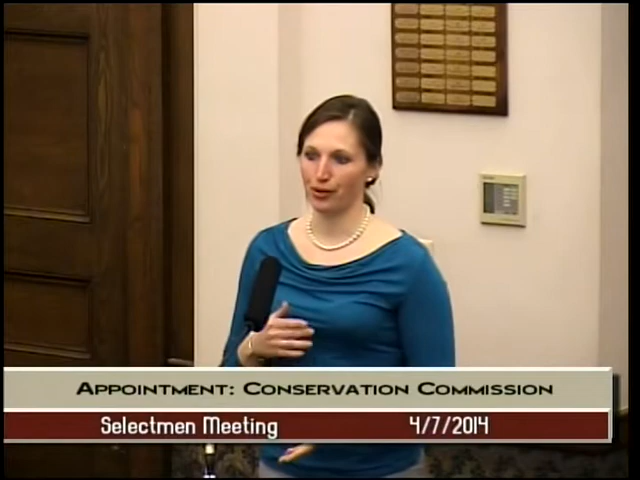 Appointment: Conservation Commission
Selectmen Meeting 4/7/2014